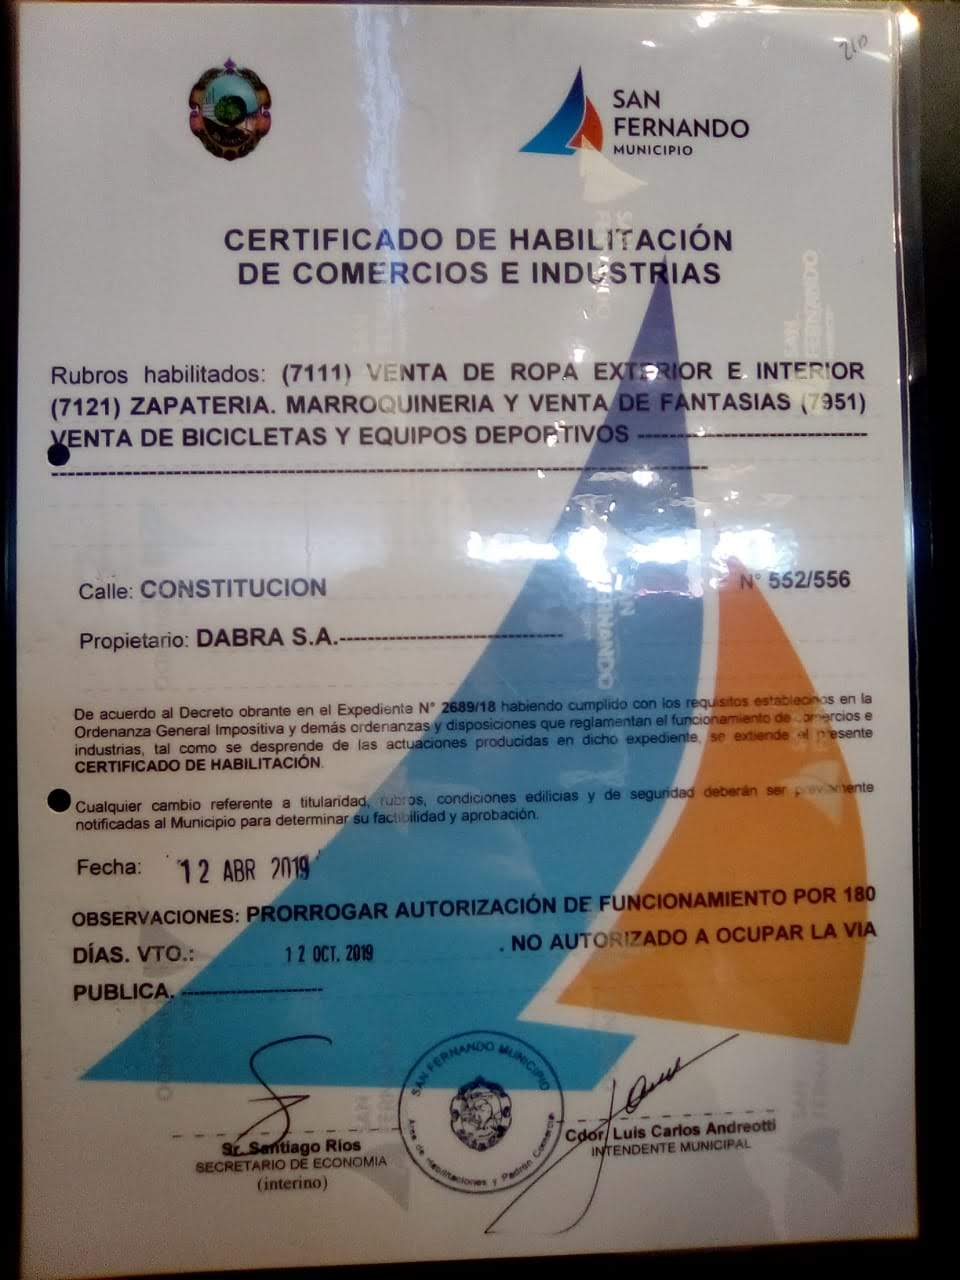 210
SAN
FERNANDO
MUNICIPIO
CERTIFICADO DE HABILITACIÓN
DE COMERCIOS E INDUSTRIAS
Rubros habilitados: (7111) VENTA DE ROPA EXTERIOR E INTERIOR
(7121) ZAPATERIA. MARROQUINERIA Y VENTA DE FANTASIAS (7951)
VENTA DE BICICLETAS Y EQUIPOS DEPORTIVOS ----------------------------
--------------------------------------------------------------------------------
Calle: CONSTITUCION N° 552/556
Propietario: DABRA S.A.---------------------------
De acuerdo al Decreto obrante en el Expediente N° 2689/18 habiendo cumplido con los requisitos establecidos en la
Ordenanza General Impositiva y demás ordenanzas y disposiciones que reglamentan el funcionamiento de comercios e
industrias, tal como se desprende de las actuaciones producidas en dicho expediente, se extiende el presente
CERTIFICADO DE HABILITACIÓN.
Cualquier cambio referente a titularidad, rubros, condiciones edilicias y de seguridad deberán ser previamente
notificadas al Municipio para determinar su factibilidad y aprobación.
Fecha: 12 ABR 2019
OBSERVACIONES: PRORROGAR AUTORIZACIÓN DE FUNCIONAMIENTO POR 180
DÍAS. VTO.: 12 OCT. 2019 . NO AUTORIZADO A OCUPAR LA VIA
PUBLICA. -----------------
SAN FERNANDO MUNICIPIO
Area de Habilitaciones y Padrón Comercio
Sr. Santiago Rios
SECRETARIO DE ECONOMIA
(interino)
Cdor. Luis Carlos Andreotti
INTENDENTE MUNICIPAL